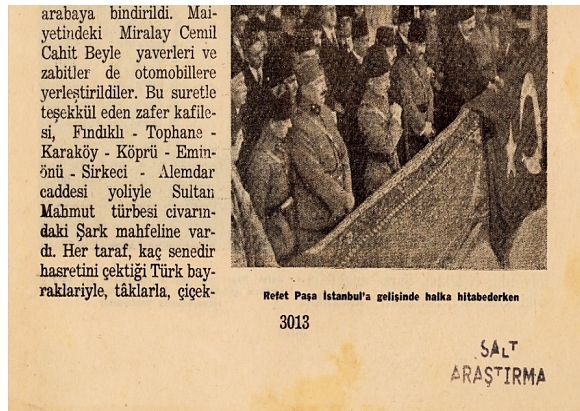 arabaya bindirildi. Mai-
yetindeki Miralay Cemil
Cahit Beyle yaverleri ve
zabitler de otomobillere
yerleştirildiler. Bu suretle
teşekkül eden zafer kafile-
si, Fındıklı - Tophane -
Karaköy - Köprü - Emin-
önü - Sirkeci - Alemdar
caddesi yoliyle Sultan
Mahmut türbesi civarın-
daki Şark mahfeline var-
dı. Her taraf, kaç senedir
hasretini çektiği Türk bay-
raklariyle, tâklarla, çiçek-
Refet Paşa İstanbul'a gelişinde halka hitabederken
3013
SALT
ARAŞTIRMA